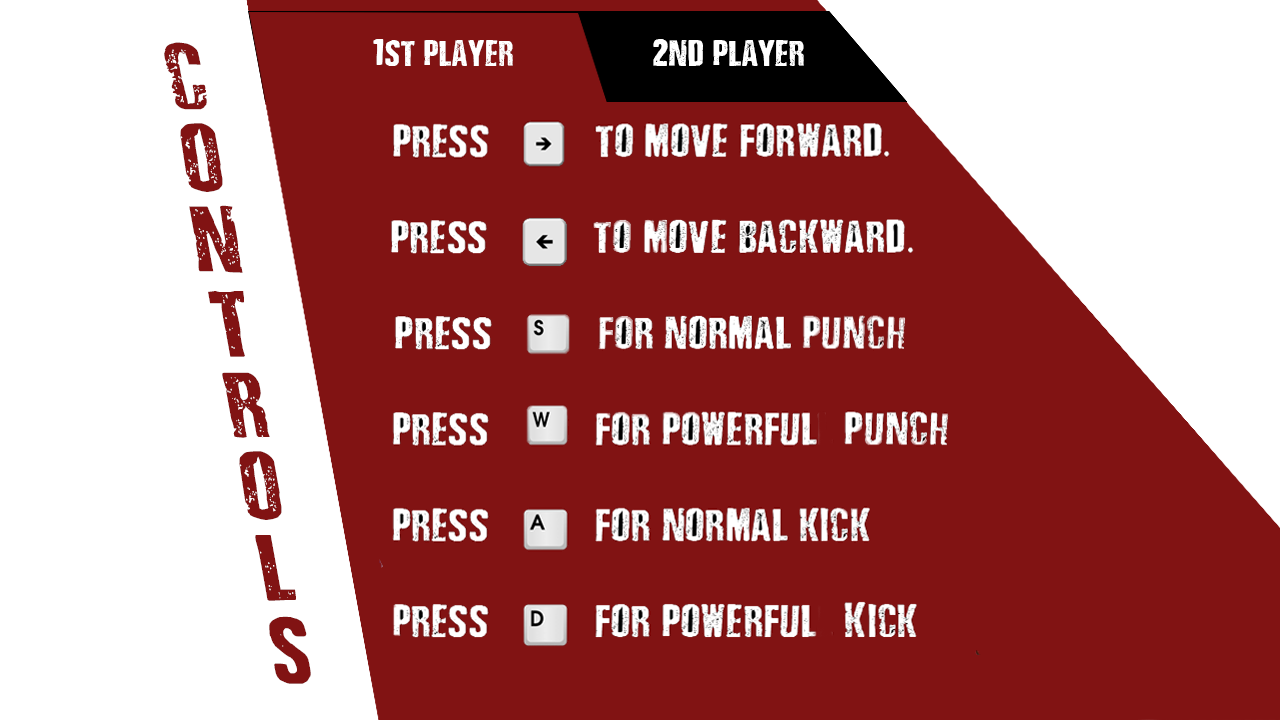 CONTROLS
1ST PLAYER
2ND PLAYER
PRESS → TO MOVE FORWARD.
PRESS ← TO MOVE BACKWARD.
PRESS S FOR NORMAL PUNCH
PRESS W FOR POWERFUL PUNCH
PRESS A FOR NORMAL KICK
PRESS D FOR POWERFUL KICK